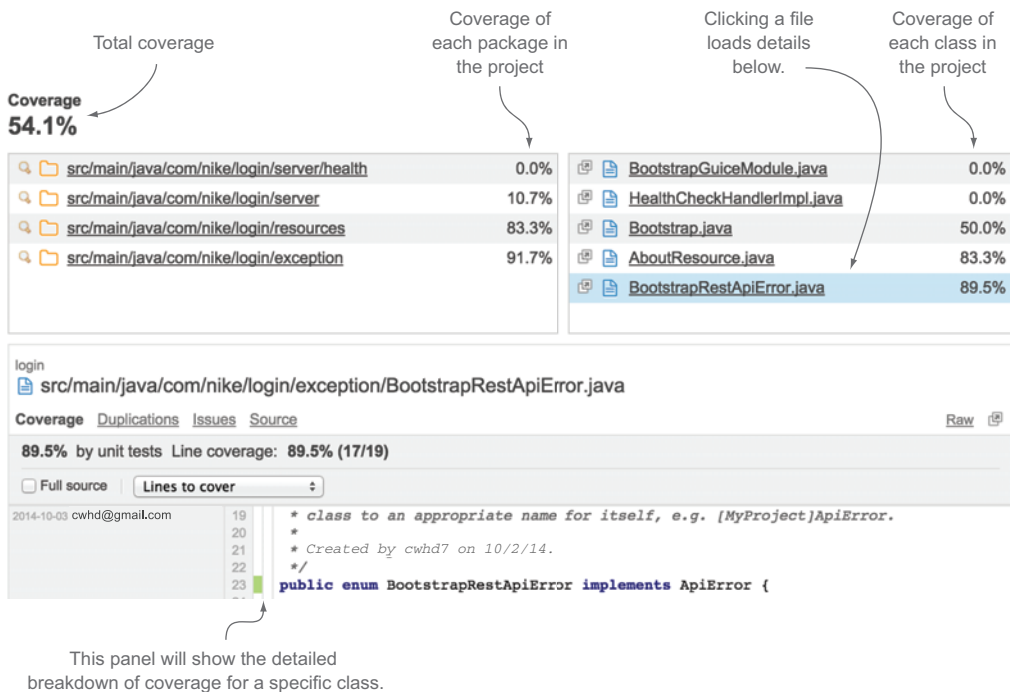 Total coverage
Coverage of
each package in
the project
Clicking a file
loads details
below.
Coverage of
each class in
the project
Coverage
54.1%
src/main/java/com/nike/login/server/health 0.0%
src/main/java/com/nike/login/server 10.7%
src/main/java/com/nike/login/resources 83.3%
src/main/java/com/nike/login/exception 91.7%
BootstrapGuiceModule.java 0.0%
HealthCheckHandlerImpl.java 0.0%
Bootstrap.java 50.0%
AboutResource.java 83.3%
BootstrapRestApiError.java 89.5%
login
src/main/java/com/nike/login/exception/BootstrapRestApiError.java
Coverage Duplications Issues Source Raw
89.5% by unit tests Line coverage: 89.5% (17/19)
Full source Lines to cover
2014-10-03 cwhd@gmail.com 19 * class to an appropriate name for itself, e.g. [MyProject]ApiError.
20 *
21 * Created by cwhd7 on 10/2/14.
22 */
23 public enum BootstrapRestApiError implements ApiError {
This panel will show the detailed
breakdown of coverage for a specific class.